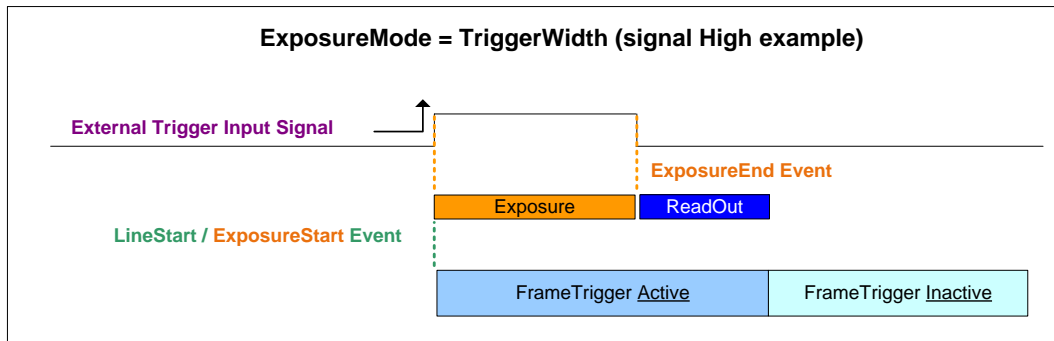 ExposureMode = TriggerWidth (signal High example)
External Trigger Input Signal
ExposureEnd Event
Exposure
ReadOut
LineStart / ExposureStart Event
FrameTrigger Active
FrameTrigger Inactive